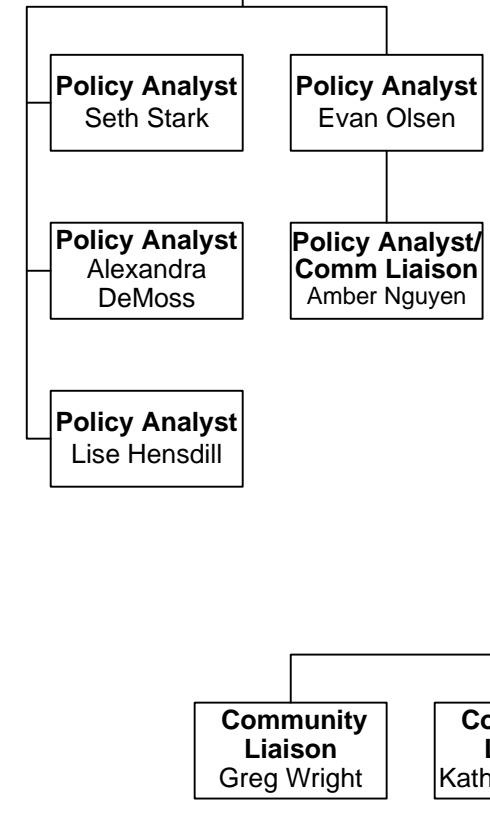 Policy Analyst
Seth Stark
Policy Analyst
Evan Olsen
Policy Analyst
Alexandra
DeMoss
Policy Analyst/
Comm Liaison
Amber Nguyen
Policy Analyst
Lise Hensdill
Community
Liaison
Greg Wright